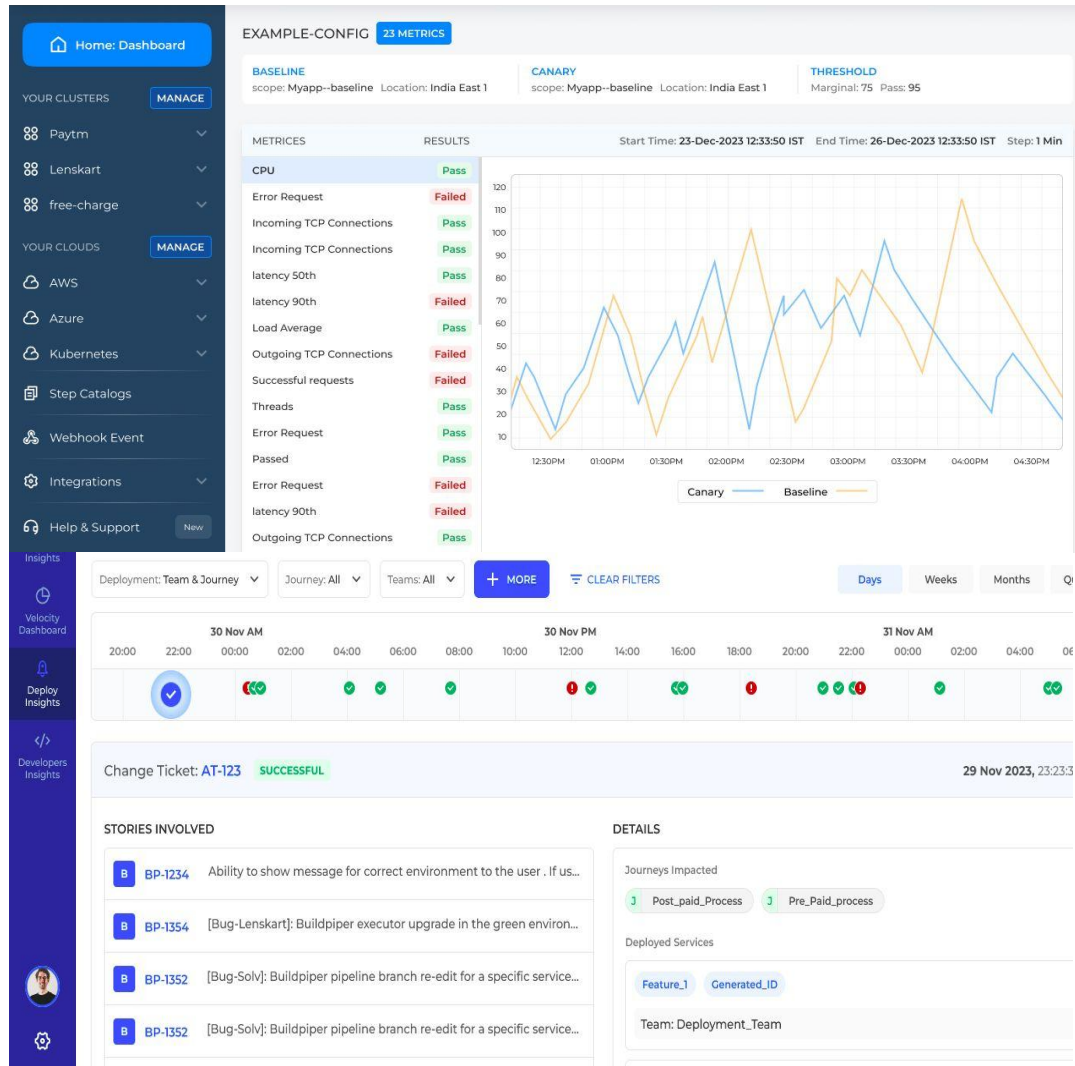 Home: Dashboard
YOUR CLUSTERS MANAGE
Paytm
Lenskart
free-charge
YOUR CLOUDS MANAGE
AWS
Azure
Kubernetes
Step Catalogs
Webhook Event
Integrations
Help & Support New
EXAMPLE-CONFIG 23 METRICS
BASELINE
scope: Myapp--baseline Location: India East 1
CANARY
scope: Myapp--baseline Location: India East 1
THRESHOLD
Marginal: 75 Pass: 95
METRICES RESULTS
Start Time: 23-Dec-2023 12:33:50 IST End Time: 26-Dec-2023 12:33:50 IST Step: 1 Min
CPU Pass
Error Request Failed
Incoming TCP Connections Pass
Incoming TCP Connections Pass
latency 50th Pass
latency 90th Failed
Load Average Pass
Outgoing TCP Connections Failed
Successful requests Failed
Threads Pass
Error Request Pass
Passed Pass
Error Request Failed
latency 90th Failed
Outgoing TCP Connections Pass
120
110
100
90
80
70
60
50
40
30
20
10
12:30PM 01:00PM 01:30PM 02:00PM 02:30PM 03:00PM 03:30PM 04:00PM 04:30PM
Canary Baseline
Insights
Velocity
Dashboard
Deploy
Insights
</>
Developers
Insights
Deployment: Team & Journey Journey: All Teams: All + MORE CLEAR FILTERS Days Weeks Months
30 Nov AM 30 Nov PM 31 Nov AM
20:00 22:00 00:00 02:00 04:00 06:00 08:00 10:00 12:00 14:00 16:00 18:00 20:00 22:00 00:00 02:00 04:00
Change Ticket: AT-123 SUCCESSFUL 29 Nov 2023, 23:23:3
STORIES INVOLVED
B BP-1234 Ability to show message for correct environment to the user . If us...
B BP-1354 [Bug-Lenskart]: Buildpiper executor upgrade in the green environ...
B BP-1352 [Bug-Solv]: Buildpiper pipeline branch re-edit for a specific service...
B BP-1352 [Bug-Solv]: Buildpiper pipeline branch re-edit for a specific service...
DETAILS
Journeys Impacted
J Post_paid_Process J Pre_Paid_process
Deployed Services
Feature_1 Generated_ID
Team: Deployment_Team